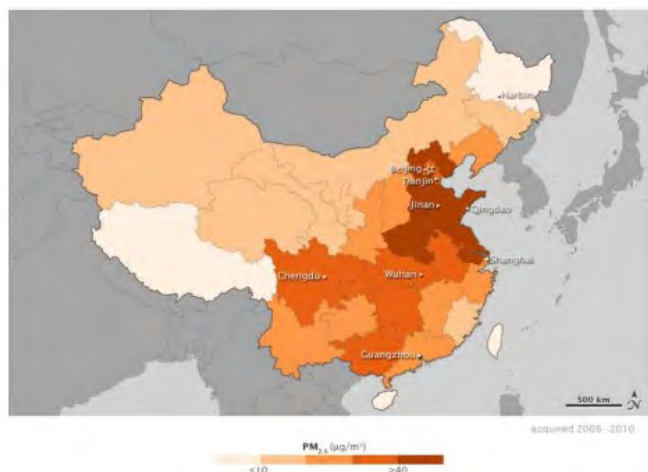 Harbin
Beijing
Tianjin
Jinan
Qingdao
Shanghai
Chengdu
Wuhan
Guangzhou
500 km
N
acquired 2008 - 2010
PM2.5 (µg/m³)
<10 >40